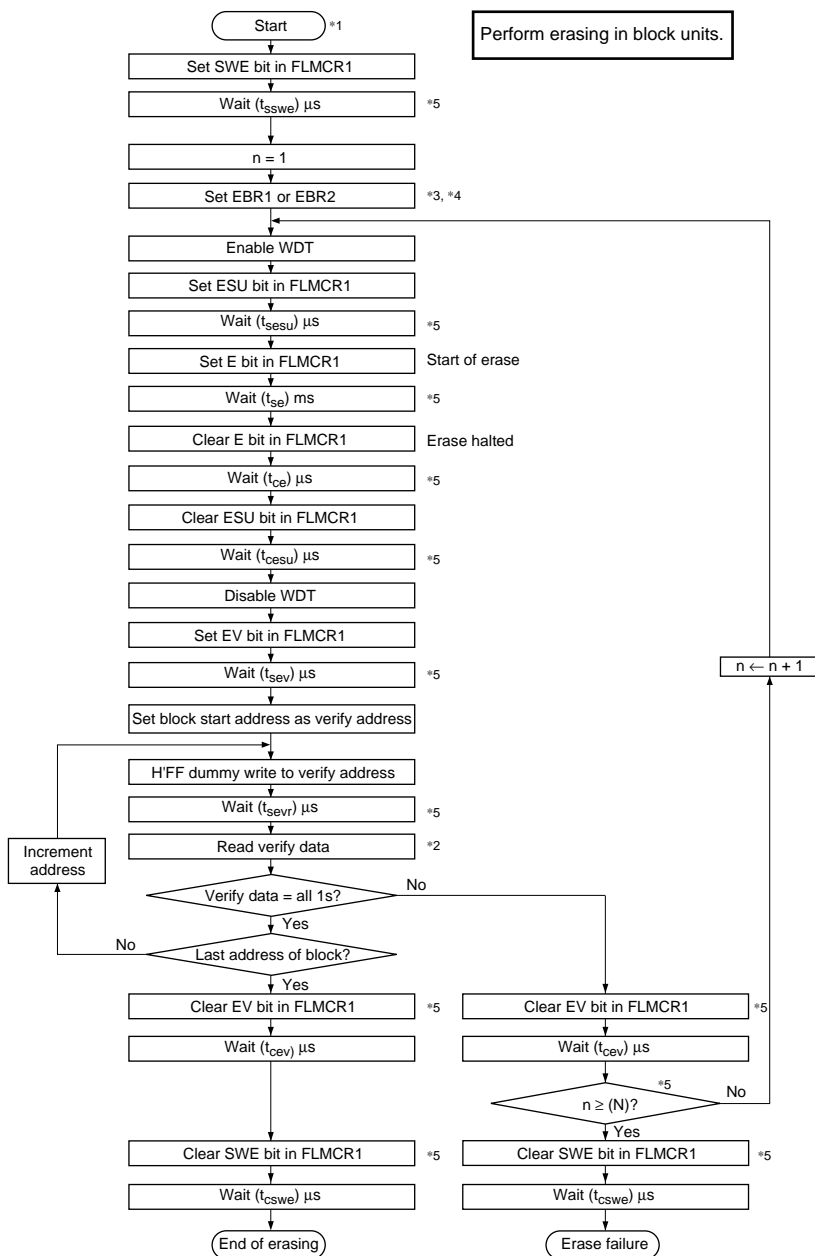 Start *1
Perform erasing in block units.
Set SWE bit in FLMCR1
Wait (tsswe) μs *5
n = 1
Set EBR1 or EBR2 *3, *4
Enable WDT
Set ESU bit in FLMCR1
Wait (tsesu) μs *5
Set E bit in FLMCR1 Start of erase
Wait (tse) ms *5
Clear E bit in FLMCR1 Erase halted
Wait (tce) μs *5
Clear ESU bit in FLMCR1
Wait (tcesu) μs *5
Disable WDT
Set EV bit in FLMCR1
Wait (tsev) μs *5
n ← n + 1
Set block start address as verify address
H'FF dummy write to verify address
Wait (tsevr) μs *5
Read verify data *2
Increment
address
Verify data = all 1s?
No
Yes
No
Last address of block?
Yes
Clear EV bit in FLMCR1 *5
Clear EV bit in FLMCR1 *5
Wait (tcev) μs
Wait (tcev) μs
*5
n ≥ (N)?
No
Yes
Clear SWE bit in FLMCR1 *5
Clear SWE bit in FLMCR1 *5
Wait (tcswe) μs
Wait (tcswe) μs
End of erasing
Erase failure